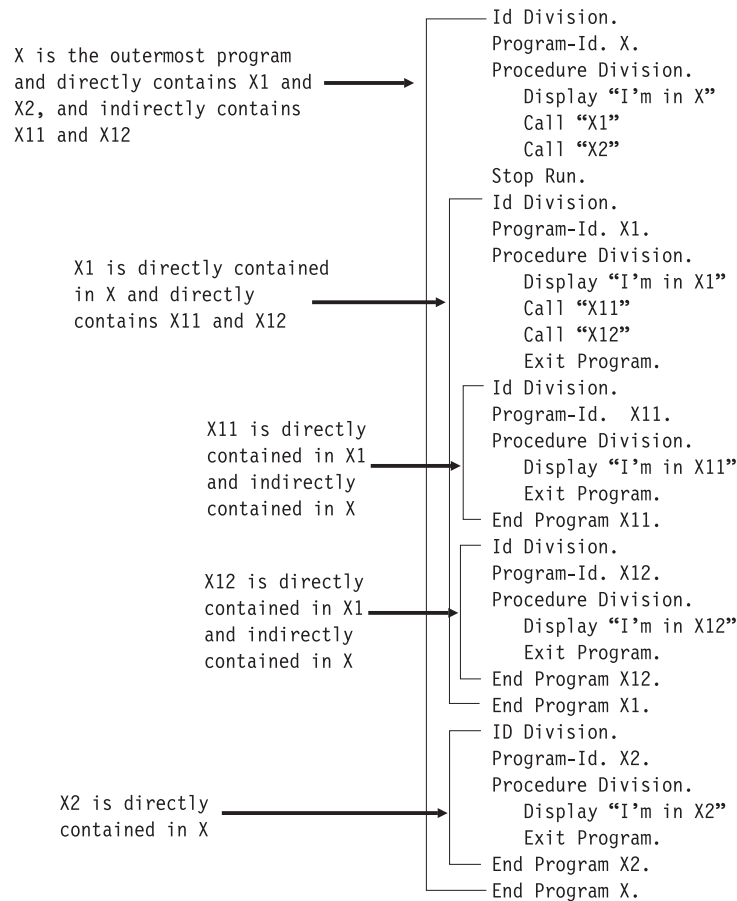 X is the outermost program
and directly contains X1 and
X2, and indirectly contains
X11 and X12
Id Division.
Program-Id. X.
Procedure Division.
Display “I’m in X”
Call “X1”
Call “X2”
Stop Run.
X1 is directly contained
in X and directly
contains X11 and X12
Id Division.
Program-Id. X1.
Procedure Division.
Display “I’m in X1”
Call “X11”
Call “X12”
Exit Program.
X11 is directly
contained in X1
and indirectly
contained in X
Id Division.
Program-Id. X11.
Procedure Division.
Display “I’m in X11”
Exit Program.
End Program X11.
X12 is directly
contained in X1
and indirectly
contained in X
Id Division.
Program-Id. X12.
Procedure Division.
Display “I’m in X12”
Exit Program.
End Program X12.
End Program X1.
X2 is directly
contained in X
ID Division.
Program-Id. X2.
Procedure Division.
Display “I’m in X2”
Exit Program.
End Program X2.
End Program X.